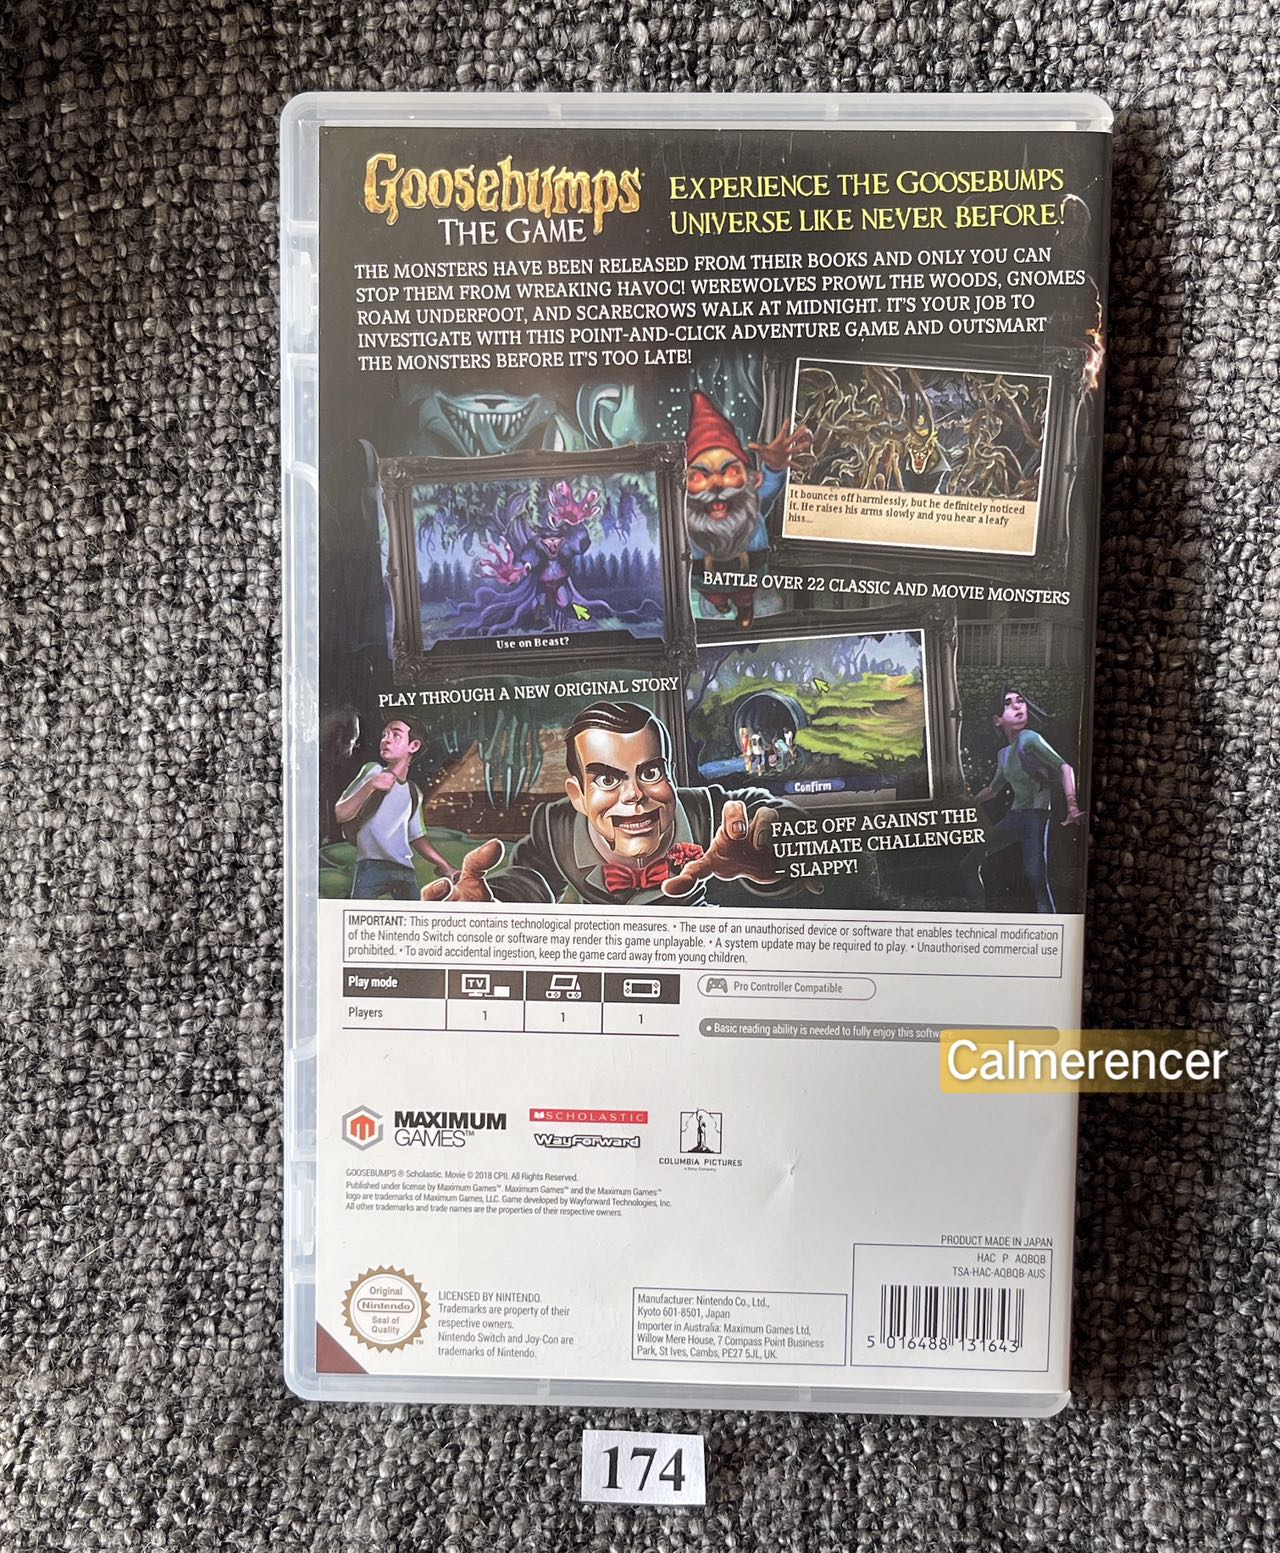 Goosebumps
THE GAME
EXPERIENCE THE GOOSEBUMPS
UNIVERSE LIKE NEVER BEFORE!
THE MONSTERS HAVE BEEN RELEASED FROM THEIR BOOKS AND ONLY YOU CAN
STOP THEM FROM WREAKING HAVOC! WEREWOLVES PROWL THE WOODS, GNOMES
ROAM UNDERFOOT, AND SCARECROWS WALK AT MIDNIGHT. IT'S YOUR JOB TO
INVESTIGATE WITH THIS POINT-AND-CLICK ADVENTURE GAME AND OUTSMART
THE MONSTERS BEFORE IT'S TOO LATE!
It bounces off harmlessly, but he definitely noticed
it. He raises his arms slowly and you hear a leafy
hiss...
BATTLE OVER 22 CLASSIC AND MOVIE MONSTERS
Use on Beast?
PLAY THROUGH A NEW ORIGINAL STORY
Confirm
FACE OFF AGAINST THE
ULTIMATE CHALLENGER
– SLAPPY!
IMPORTANT: This product contains technological protection measures. • The use of an unauthorised device or software that enables technical modification
of the Nintendo Switch console or software may render this game unplayable. • A system update may be required to play. • Unauthorised commercial use
prohibited. • To avoid accidental ingestion, keep the game card away from young children.
Play mode TV
Players 1 1 1
Pro Controller Compatible
• Basic reading ability is needed to fully enjoy this software
Calmerencer
MAXIMUM
GAMES™
SCHOLASTIC
WayForward
COLUMBIA PICTURES
a Sony Company
GOOSEBUMPS ® Scholastic. Movie © 2018 CPII. All Rights Reserved.
Published under license by Maximum Games™. Maximum Games™ and the Maximum Games™
logo are trademarks of Maximum Games, LLC. Game developed by Wayforward Technologies, Inc.
All other trademarks and trade names are the properties of their respective owners.
PRODUCT MADE IN JAPAN
HAC P AQBQB
TSA-HAC-AQBQB-AUS
5 016488 131643
Original
Nintendo
Seal of
Quality
TM
LICENSED BY NINTENDO.
Trademarks are property of their
respective owners.
Nintendo Switch and Joy-Con are
trademarks of Nintendo.
Manufacturer: Nintendo Co., Ltd.,
Kyoto 601-8501, Japan
Importer in Australia: Maximum Games Ltd,
Willow Mere House, 7 Compass Point Business
Park, St Ives, Cambs, PE27 5JL, UK.
174